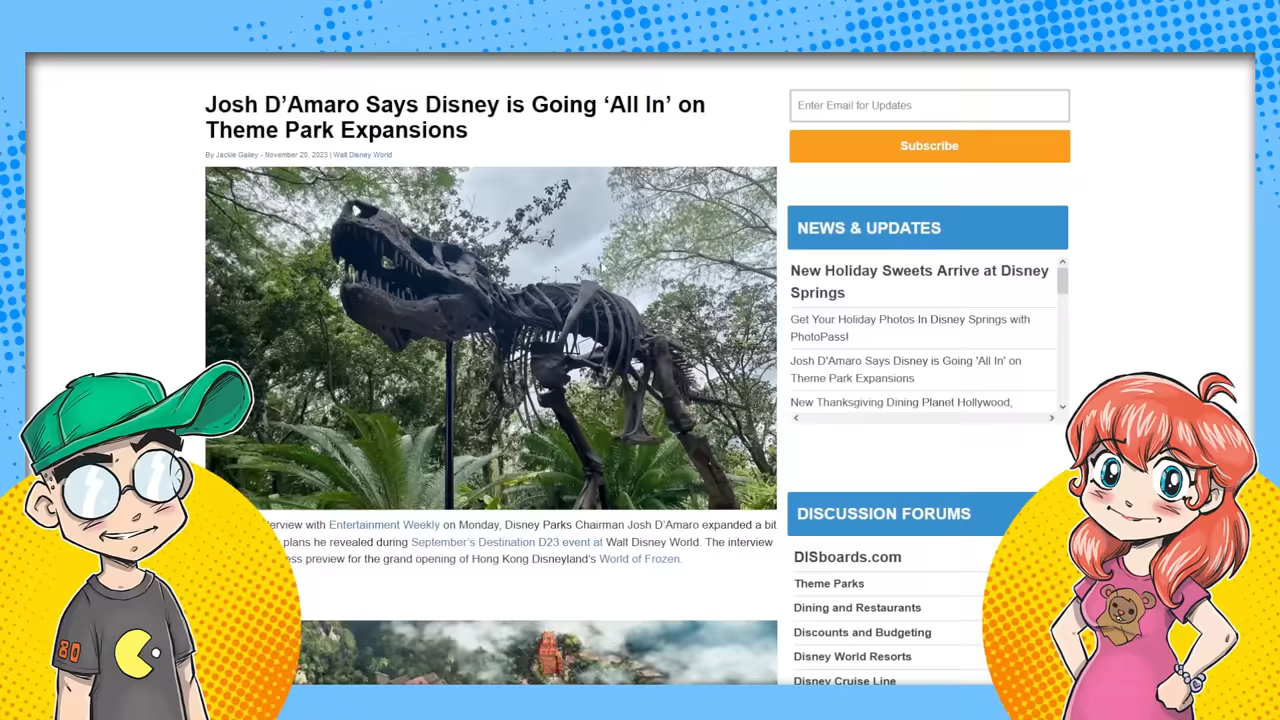 Josh D’Amaro Says Disney is Going ‘All In’ on
Theme Park Expansions
By Jackie Gailey - November 20, 2023 | Walt Disney World
terview with Entertainment Weekly on Monday, Disney Parks Chairman Josh D’Amaro expanded a bit
plans he revealed during September’s Destination D23 event at Walt Disney World. The interview
ess preview for the grand opening of Hong Kong Disneyland’s World of Frozen.
Enter Email for Updates
Subscribe
NEWS & UPDATES
New Holiday Sweets Arrive at Disney
Springs
Get Your Holiday Photos In Disney Springs with
PhotoPass!
Josh D'Amaro Says Disney is Going 'All In' on
Theme Park Expansions
New Thanksgiving Dining Planet Hollywood,
DISCUSSION FORUMS
DISboards.com
Theme Parks
Dining and Restaurants
Discounts and Budgeting
Disney World Resorts
Disney Cruise Line
80